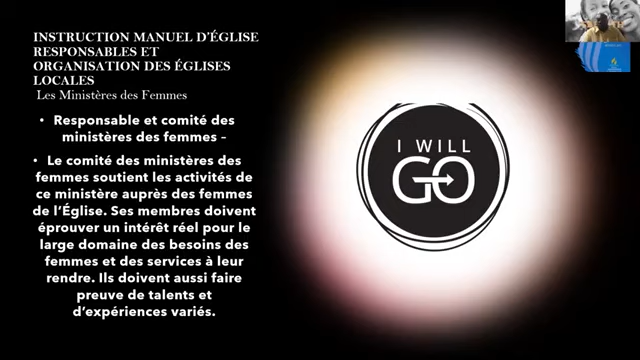 INSTRUCTION MANUEL D'ÉGLISE
RESPONSABLES ET
ORGANISATION DES ÉGLISES
LOCALES
Les Ministères des Femmes
• Responsable et comité des
ministères des femmes –
• Le comité des ministères des
femmes soutient les activités de
ce ministère auprès des femmes
de l'Église. Ses membres doivent
éprouver un intérêt réel pour le
large domaine des besoins des
femmes et des services à leur
rendre. Ils doivent aussi faire
preuve de talents et
d'expériences variés.
I WILL
GO